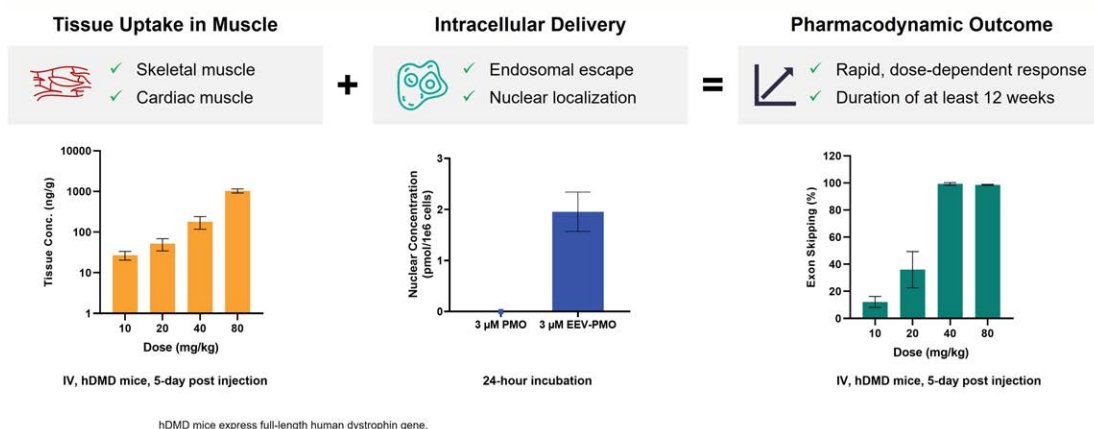 Tissue Uptake in Muscle
✓ Skeletal muscle
✓ Cardiac muscle
+
Intracellular Delivery
✓ Endosomal escape
✓ Nuclear localization
=
Pharmacodynamic Outcome
✓ Rapid, dose-dependent response
✓ Duration of at least 12 weeks
Tissue Conc. (ng/g)
10000
1000
100
10
1
10 20 40 80
Dose (mg/kg)
IV, hDMD mice, 5-day post injection
Nuclear Concentration
(pmol/1e6 cells)
3
2
1
0
3 µM PMO 3 µM EEV-PMO
24-hour incubation
Exon Skipping (%)
120
100
80
60
40
20
0
10 20 40 80
Dose (mg/kg)
IV, hDMD mice, 5-day post injection
hDMD mice express full-length human dystrophin gene.